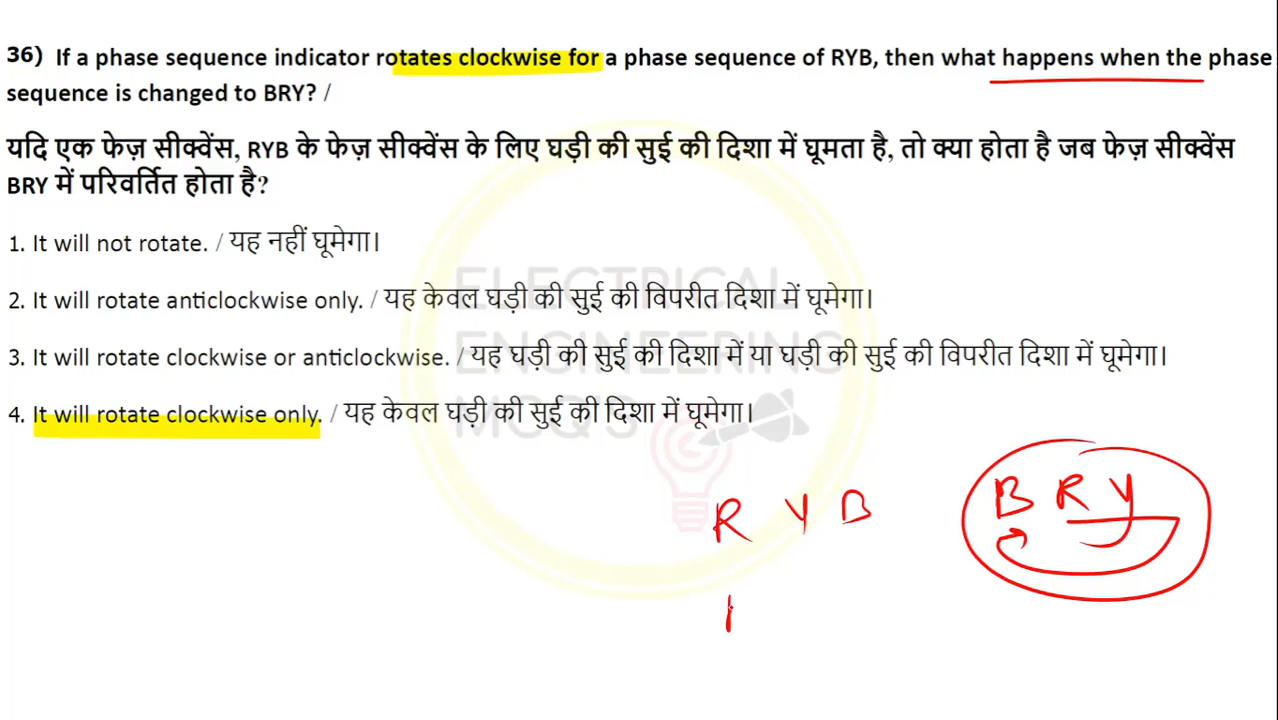 36) If a phase sequence indicator rotates clockwise for a phase sequence of RYB, then what happens when the phase
sequence is changed to BRY? /
यदि एक फेज़ सीक्वेंस, RYB के फेज़ सीक्वेंस के लिए घड़ी की सुई की दिशा में घूमता है, तो क्या होता है जब फेज़ सीक्वेंस
BRY में परिवर्तित होता है?
1. It will not rotate. / यह नहीं घूमेगा।
2. It will rotate anticlockwise only. / यह केवल घड़ी की सुई की विपरीत दिशा में घूमेगा।
3. It will rotate clockwise or anticlockwise. / यह घड़ी की सुई की दिशा में या घड़ी की सुई की विपरीत दिशा में घूमेगा।
4. It will rotate clockwise only. / यह केवल घड़ी की सुई की दिशा में घूमेगा।
ELECTRICAL
ENGINEERING
MCQ'S
R Y B
B R Y